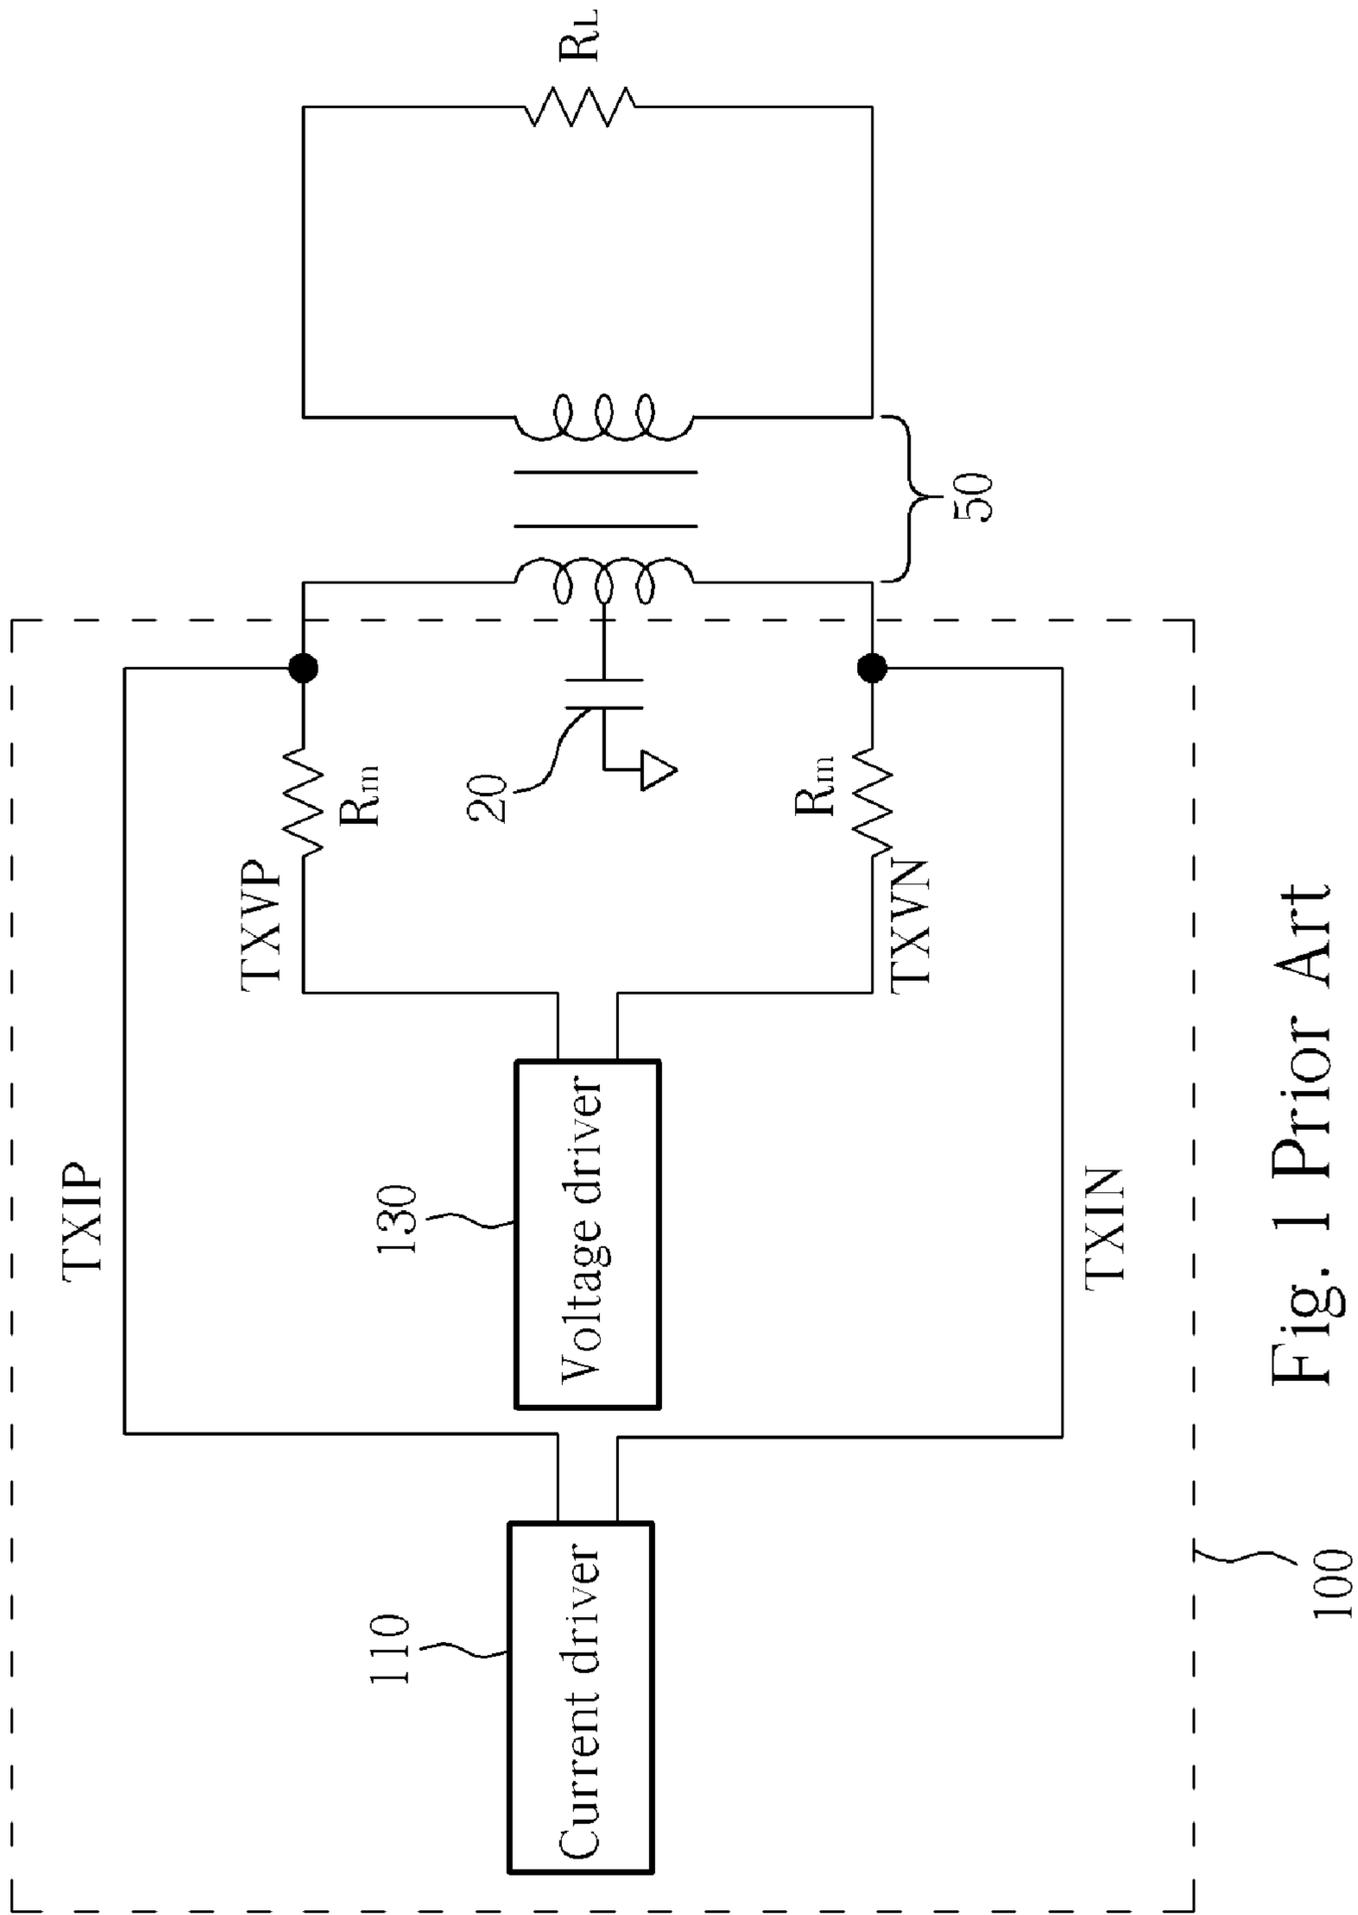 TXIP
TXVP
Rm
RL
110
Current driver
130
Voltage driver
20
Rm
TXVN
50
TXIN
100
Fig. 1 Prior Art